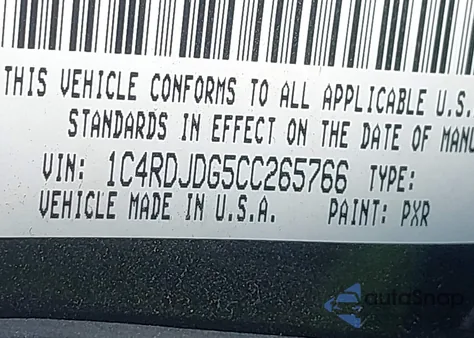 THIS VEHICLE CONFORMS TO ALL APPLICABLE U.S.
STANDARDS IN EFFECT ON THE DATE OF MANU
VIN: 1C4RDJDG5CC265766 TYPE:
VEHICLE MADE IN U.S.A. PAINT: PXR
autoSnap